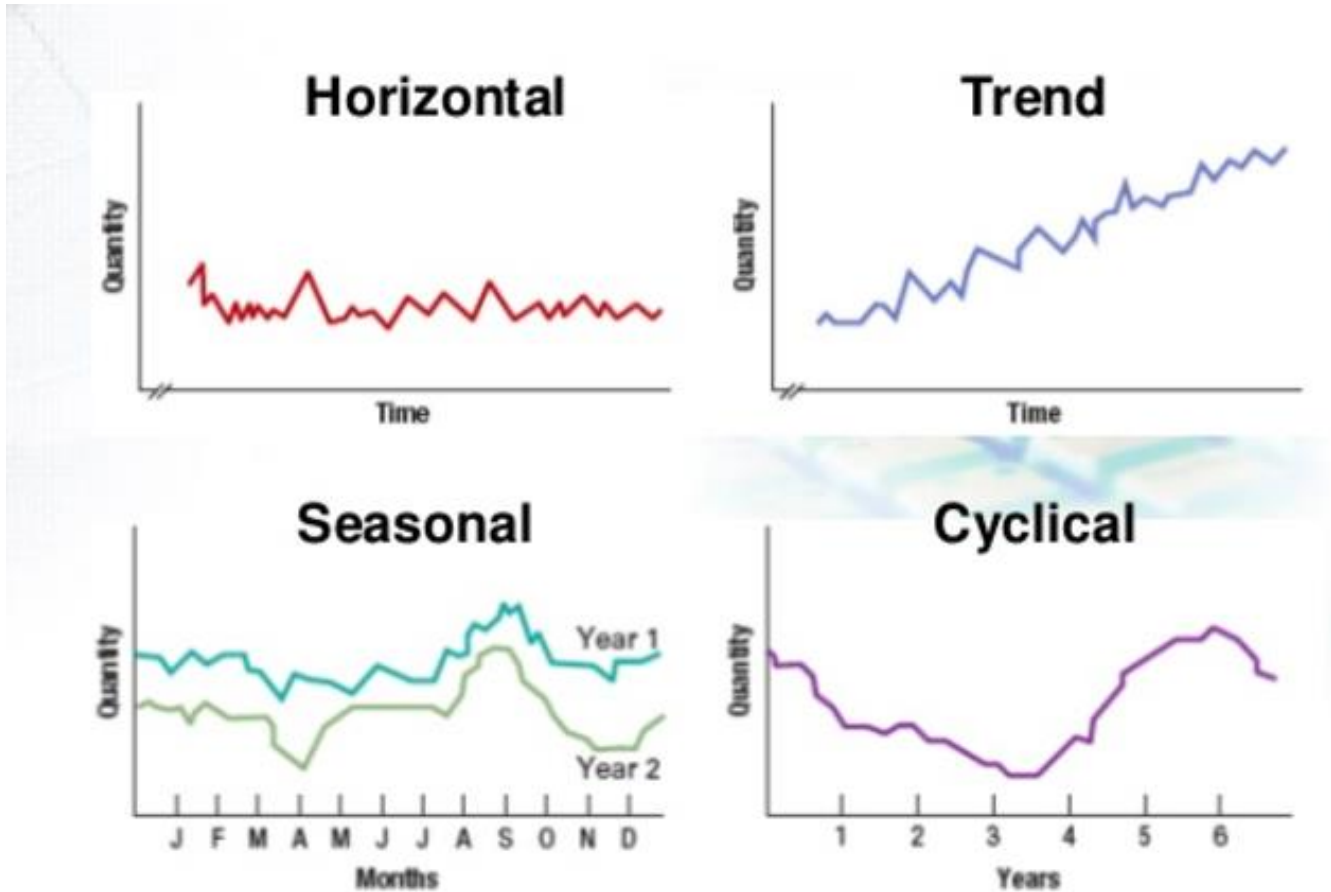 Horizontal
Quantity
Time
Trend
Quantity
Time
Seasonal
Quantity
Year 1
Year 2
J F M A M J J A S O N D
Months
Cyclical
Quantity
1 2 3 4 5 6
Years